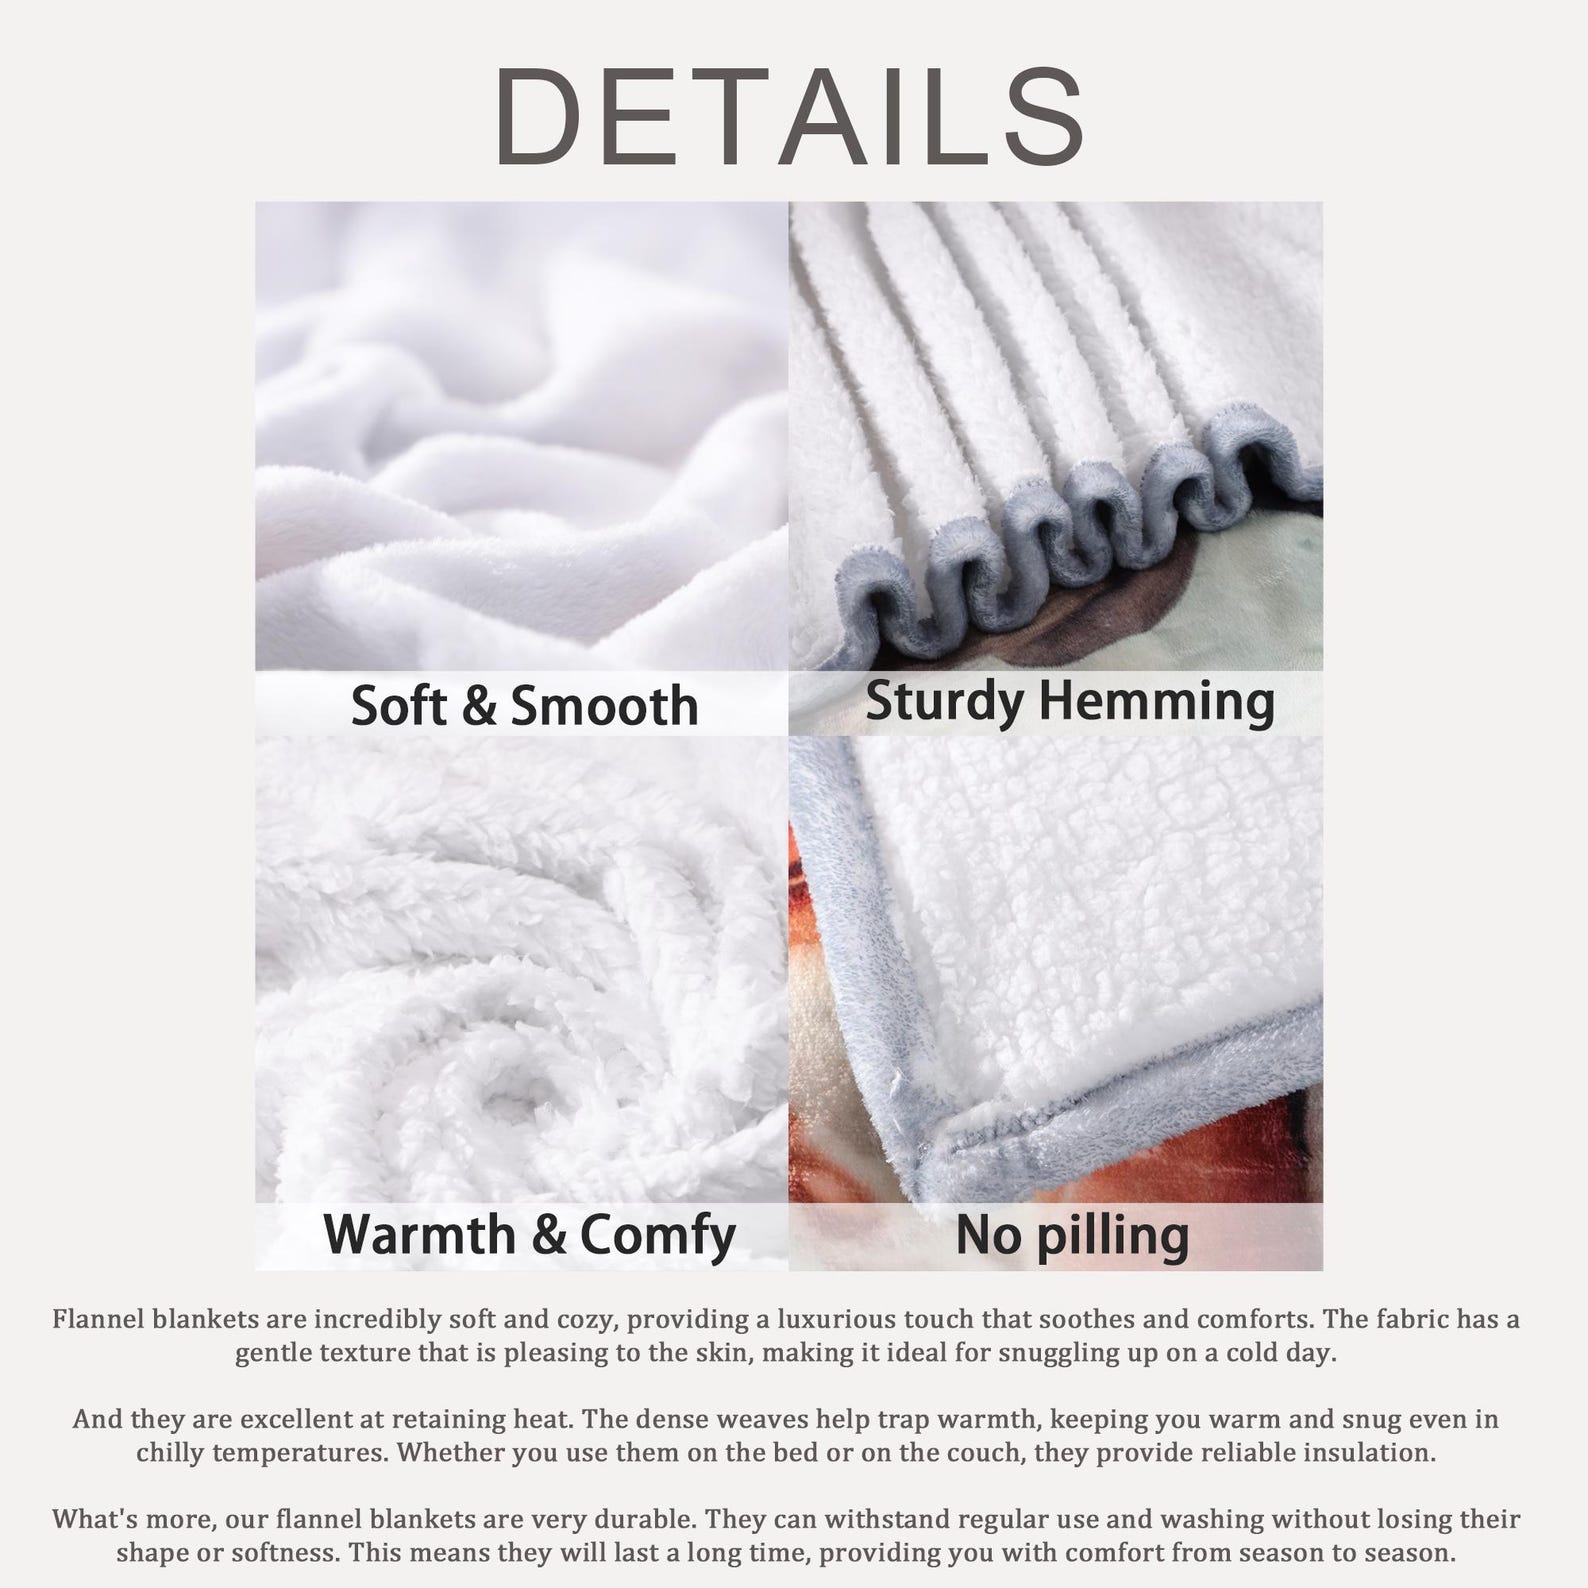 DETAILS
Soft & Smooth
Sturdy Hemming
Warmth & Comfy
No pilling
Flannel blankets are incredibly soft and cozy, providing a luxurious touch that soothes and comforts. The fabric has a
gentle texture that is pleasing to the skin, making it ideal for snuggling up on a cold day.
And they are excellent at retaining heat. The dense weaves help trap warmth, keeping you warm and snug even in
chilly temperatures. Whether you use them on the bed or on the couch, they provide reliable insulation.
What's more, our flannel blankets are very durable. They can withstand regular use and washing without losing their
shape or softness. This means they will last a long time, providing you with comfort from season to season.